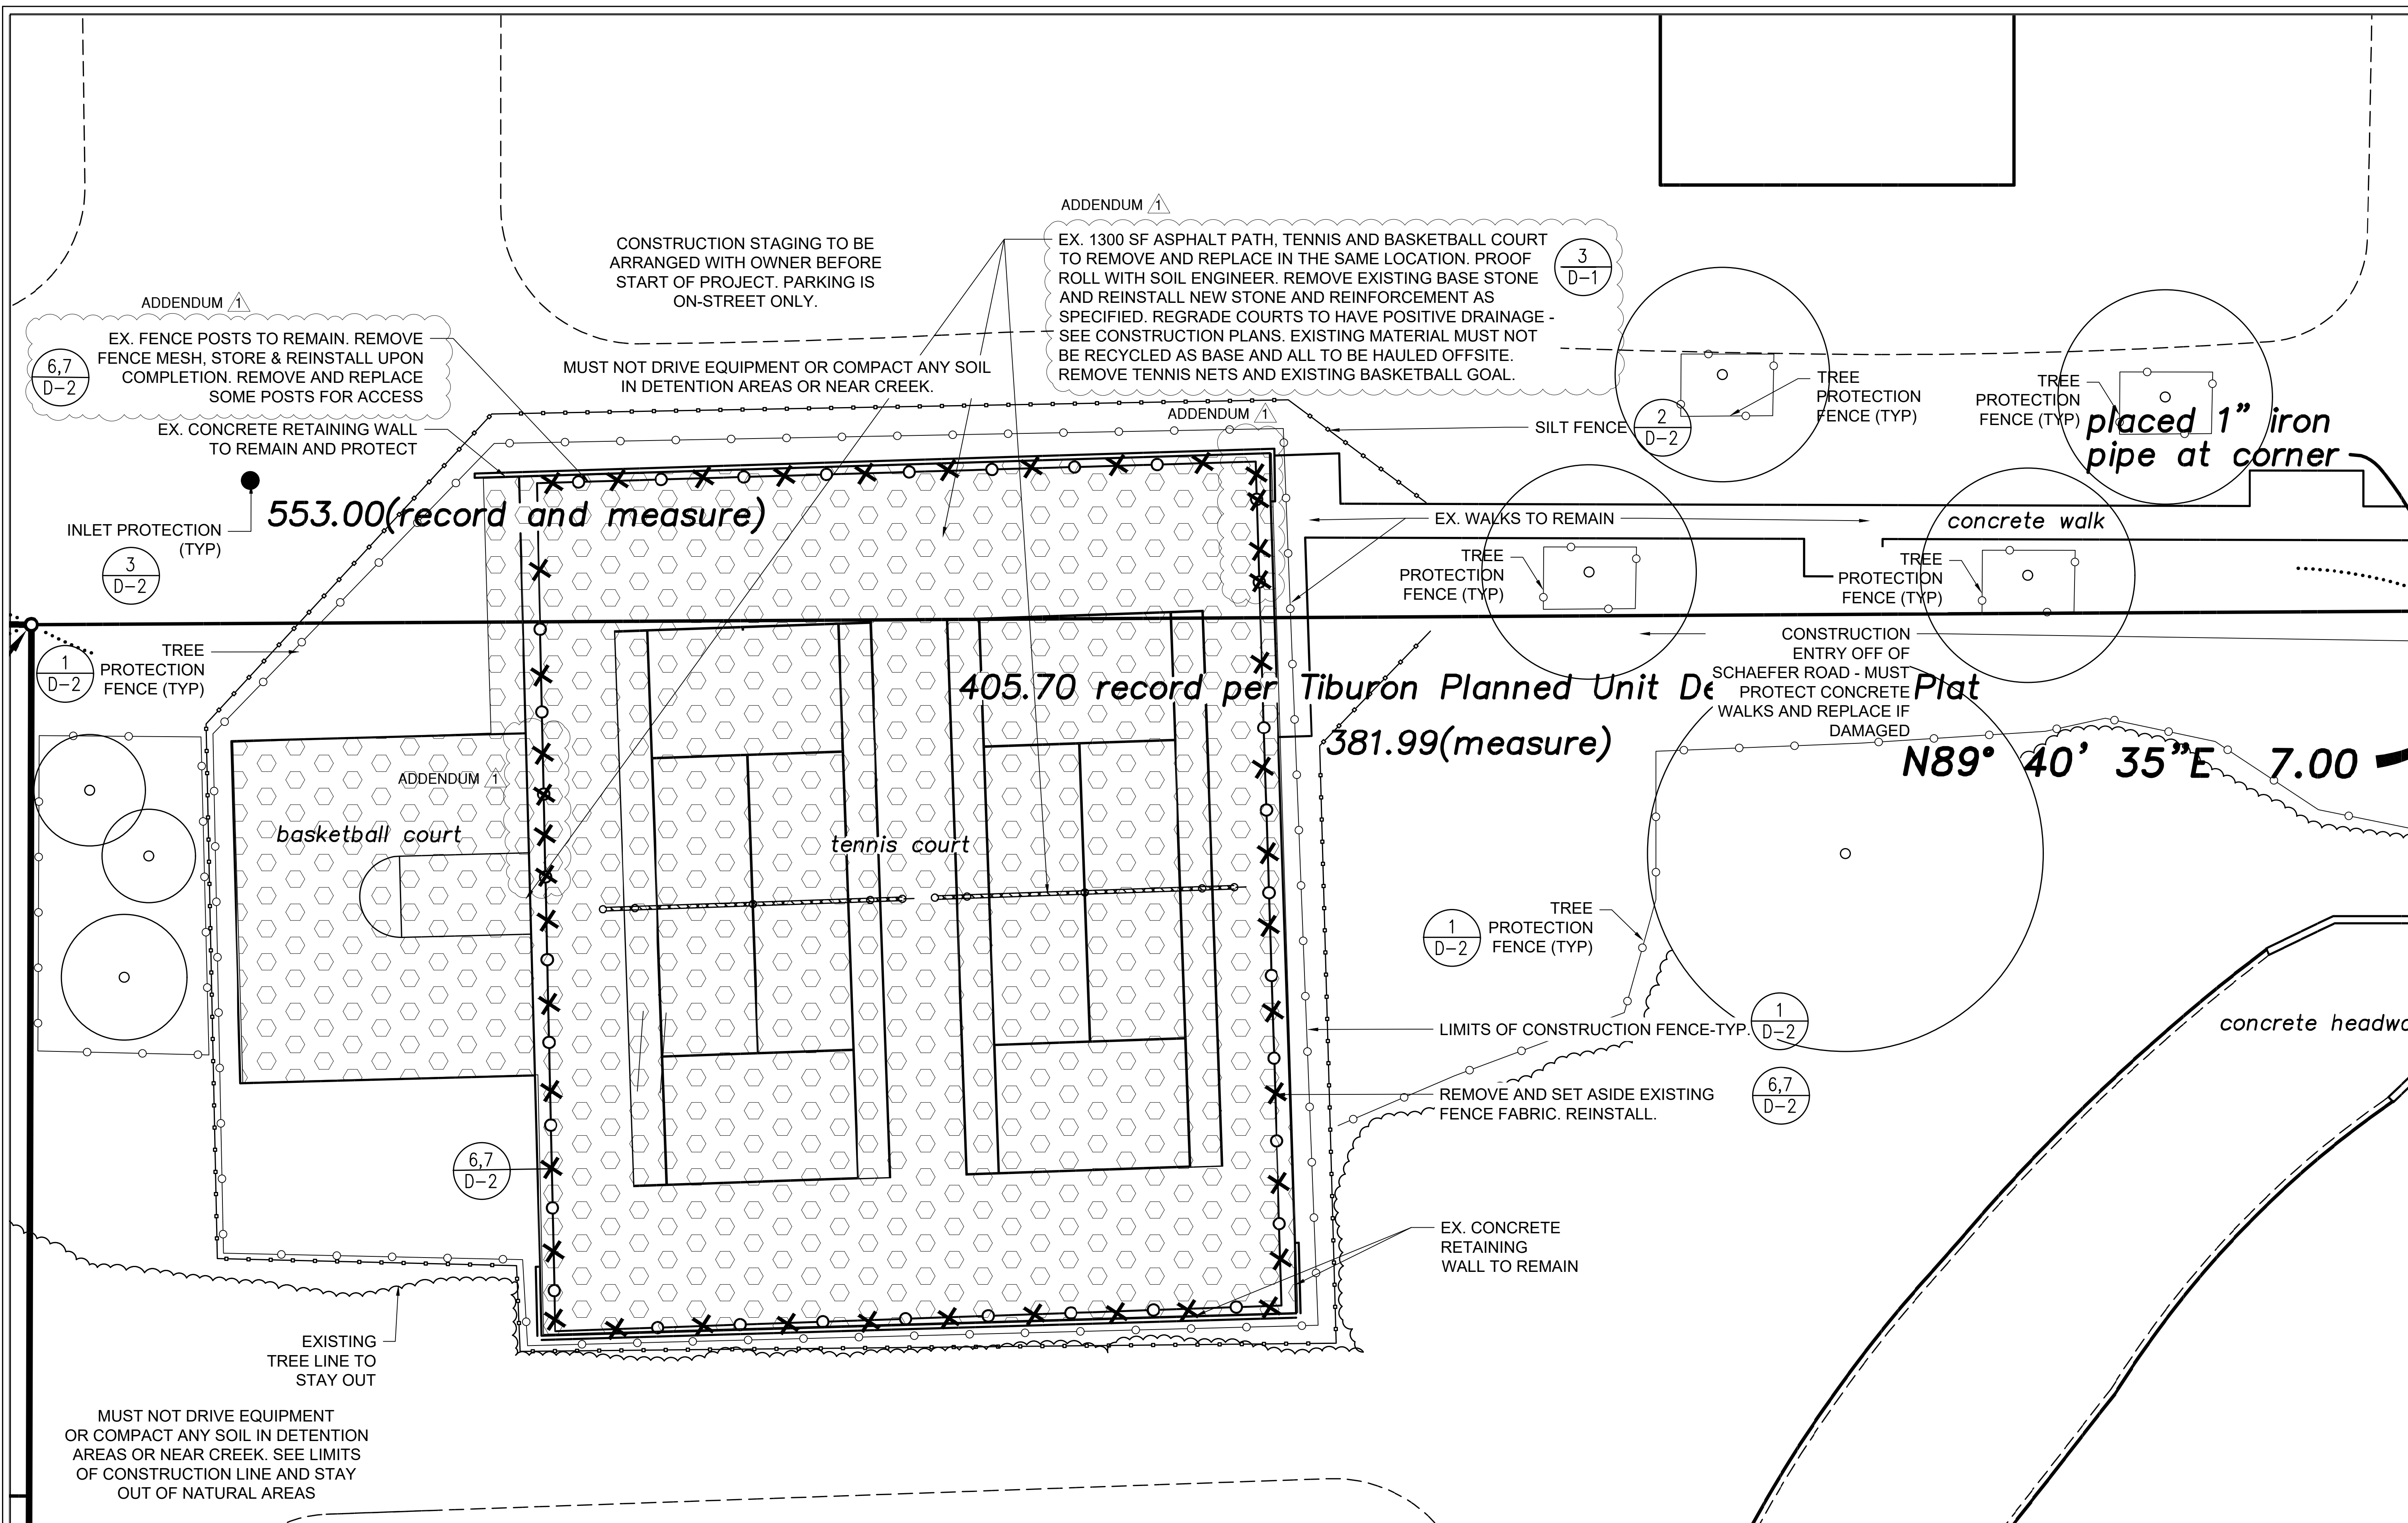 ADDENDUM 1
EX. 1300 SF ASPHALT PATH, TENNIS AND BASKETBALL COURT
TO REMOVE AND REPLACE IN THE SAME LOCATION. PROOF
ROLL WITH SOIL ENGINEER. REMOVE EXISTING BASE STONE
AND REINSTALL NEW STONE AND REINFORCEMENT AS
SPECIFIED. REGRADE COURTS TO HAVE POSITIVE DRAINAGE -
SEE CONSTRUCTION PLANS. EXISTING MATERIAL MUST NOT
BE RECYCLED AS BASE AND ALL TO BE HAULED OFFSITE.
REMOVE TENNIS NETS AND EXISTING BASKETBALL GOAL.
3
D-1
CONSTRUCTION STAGING TO BE
ARRANGED WITH OWNER BEFORE
START OF PROJECT. PARKING IS
ON-STREET ONLY.
MUST NOT DRIVE EQUIPMENT OR COMPACT ANY SOIL
IN DETENTION AREAS OR NEAR CREEK.
ADDENDUM 1
EX. FENCE POSTS TO REMAIN. REMOVE
FENCE MESH, STORE & REINSTALL UPON
COMPLETION. REMOVE AND REPLACE
SOME POSTS FOR ACCESS
6,7
D-2
EX. CONCRETE RETAINING WALL
TO REMAIN AND PROTECT
ADDENDUM 1
SILT FENCE
2
D-2
TREE
PROTECTION
FENCE (TYP)
TREE
PROTECTION
FENCE (TYP)
placed 1" iron
pipe at corner
INLET PROTECTION
(TYP)
3
D-2
553.00(record and measure)
EX. WALKS TO REMAIN
concrete walk
TREE
PROTECTION
FENCE (TYP)
TREE
PROTECTION
FENCE (TYP)
1
D-2
TREE
PROTECTION
FENCE (TYP)
CONSTRUCTION
ENTRY OFF OF
SCHAEFER ROAD - MUST
PROTECT CONCRETE
WALKS AND REPLACE IF
DAMAGED
405.70 record per Tiburon Planned Unit De Plat
381.99(measure)
N89° 40' 35"E 7.00
ADDENDUM 1
basketball court
tennis court
1
D-2
TREE
PROTECTION
FENCE (TYP)
LIMITS OF CONSTRUCTION FENCE-TYP.
1
D-2
concrete headwa
REMOVE AND SET ASIDE EXISTING
FENCE FABRIC. REINSTALL.
6,7
D-2
6,7
D-2
EX. CONCRETE
RETAINING
WALL TO REMAIN
EXISTING
TREE LINE TO
STAY OUT
MUST NOT DRIVE EQUIPMENT
OR COMPACT ANY SOIL IN DETENTION
AREAS OR NEAR CREEK. SEE LIMITS
OF CONSTRUCTION LINE AND STAY
OUT OF NATURAL AREAS